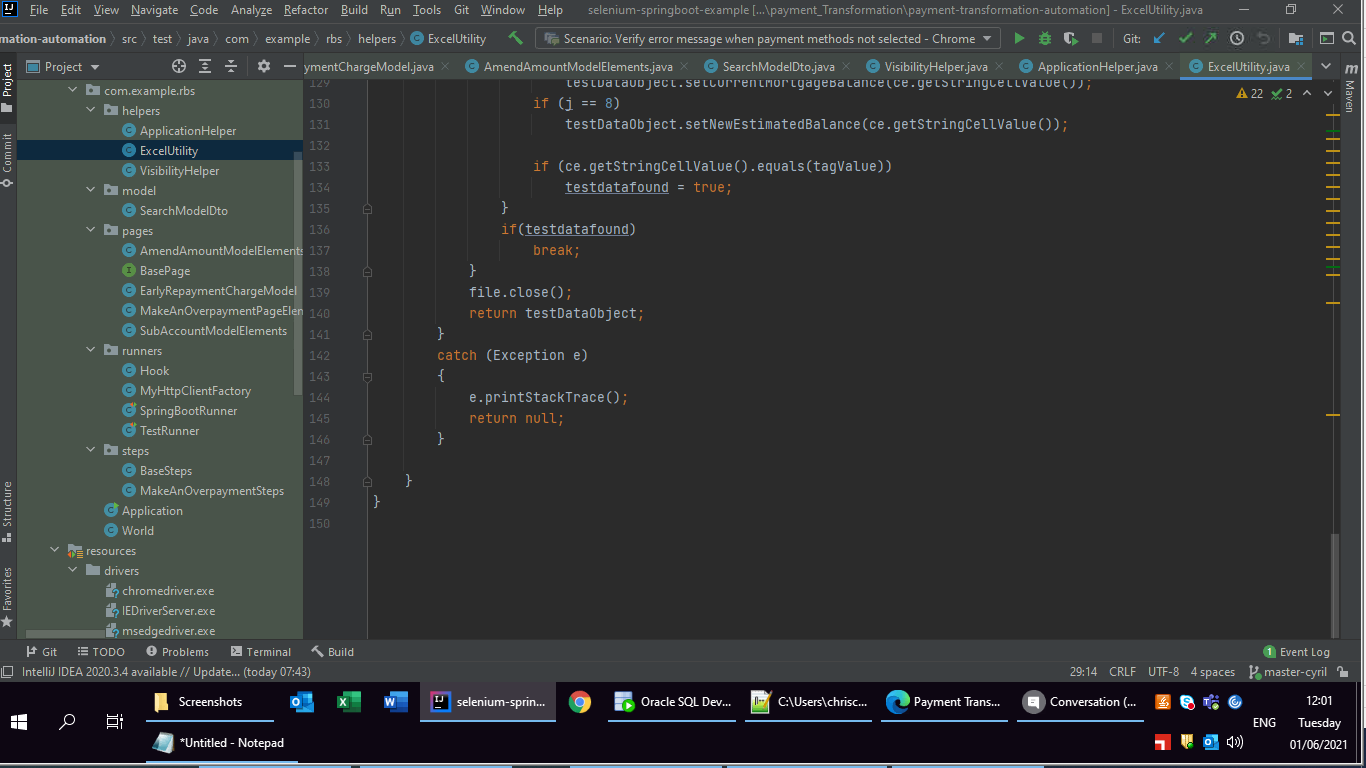 File Edit View Navigate Code Analyze Refactor Build Run Tools Git Window Help selenium-springboot-example [...\payment_Transformation\payment-transformation-automation] - ExcelUtility.java
mation-automation src test java com example rbs helpers ExcelUtility Scenario: Verify error message when payment methods not selected - Chrome Git:
Project ymentChargeModel.java AmendAmountModelElements.java SearchModelDto.java VisibilityHelper.java ApplicationHelper.java ExcelUtility.java
Project
Commit
Structure
Favorites
Maven
22 2
com.example.rbs
helpers
ApplicationHelper
ExcelUtility
VisibilityHelper
model
SearchModelDto
pages
AmendAmountModelElements
BasePage
EarlyRepaymentChargeModel
MakeAnOverpaymentPageElen
SubAccountModelElements
runners
Hook
MyHttpClientFactory
SpringBootRunner
TestRunner
steps
BaseSteps
MakeAnOverpaymentSteps
Application
World
resources
drivers
chromedriver.exe
IEDriverServer.exe
msedgedriver.exe
129 testDataObject.setCurrentMortgageBalance(ce.getStringCellValue());
130 if (j == 8)
131 testDataObject.setNewEstimatedBalance(ce.getStringCellValue());
132
133 if (ce.getStringCellValue().equals(tagValue))
134 testdatafound = true;
135 }
136 if(testdatafound)
137 break;
138 }
139 file.close();
140 return testDataObject;
141 }
142 catch (Exception e)
143 {
144 e.printStackTrace();
145 return null;
146 }
147
148 }
149 }
150
Git TODO Problems Terminal Build 1 Event Log
IntelliJ IDEA 2020.3.4 available // Update... (today 07:43) 29:14 CRLF UTF-8 4 spaces master-cyril
Screenshots selenium-sprin... Oracle SQL Dev... C:\Users\chrisc... Payment Trans... Conversation (...
*Untitled - Notepad
ENG
12:01
Tuesday
01/06/2021